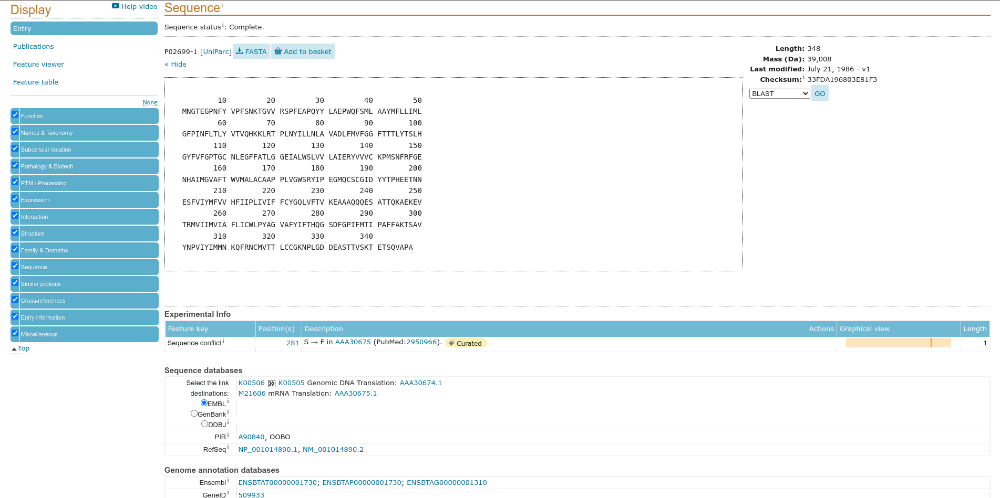 Display
Help video
Entry
Publications
Feature viewer
Feature table
None
Function
Names & Taxonomy
Subcellular location
Pathology & Biotech
PTM / Processing
Expression
Interaction
Structure
Family & Domains
Sequence
Similar proteins
Cross-references
Entry information
Miscellaneous
Top
Sequence i
Sequence status i: Complete.
P02699-1 [UniParc] FASTA Add to basket
« Hide
10 20 30 40 50
MNGTEGPNFY VPFSNKTGVV RSPFEAPQYY LAEPWQFSML AAYMFLLIML
60 70 80 90 100
GFPINFLTLY VTVQHKKLRT PLNYILLNLA VADLFMVFGG FTTTLYTSLH
110 120 130 140 150
GYFVFGPTGC NLEGFFATLG GEIALWSLVV LAIERYVVVC KPMSNFRFGE
160 170 180 190 200
NHAIMGVAFT WVMALACAAP PLVGWSRYIP EGMQCSCGID YYTPHEETNN
210 220 230 240 250
ESFVIYMFVV HFIIPLIVIF FCYGQLVFTV KEAAAQQQES ATTQKAEKEV
260 270 280 290 300
TRMVIIMVIA FLICWLPYAG VAFYIFTHQG SDFGPIFMTI PAFFAKTSAV
310 320 330 340
YNPVIYIMMN KQFRNCMVTT LCCGKNPLGD DEASTTVSKT ETSQVAPA
Length: 348
Mass (Da): 39,008
Last modified: July 21, 1986 - v1
Checksum: i 33FDA196803E81F3
BLAST GO
Experimental Info
Feature key Position(s) Description Actions Graphical view Length
Sequence conflict i 281 S → F in AAA30675 (PubMed:2950966). Curated 1
Sequence databases
Select the link destinations:
EMBL i
GenBank i
DDBJ i
K00506 K00505 Genomic DNA Translation: AAA30674.1
M21606 mRNA Translation: AAA30675.1
PIR i A90840, OOBO
RefSeq i NP_001014890.1, NM_001014890.2
Genome annotation databases
Ensembl i ENSBTAT00000001730; ENSBTAP00000001730; ENSBTAG00000001310
GeneID i 509933